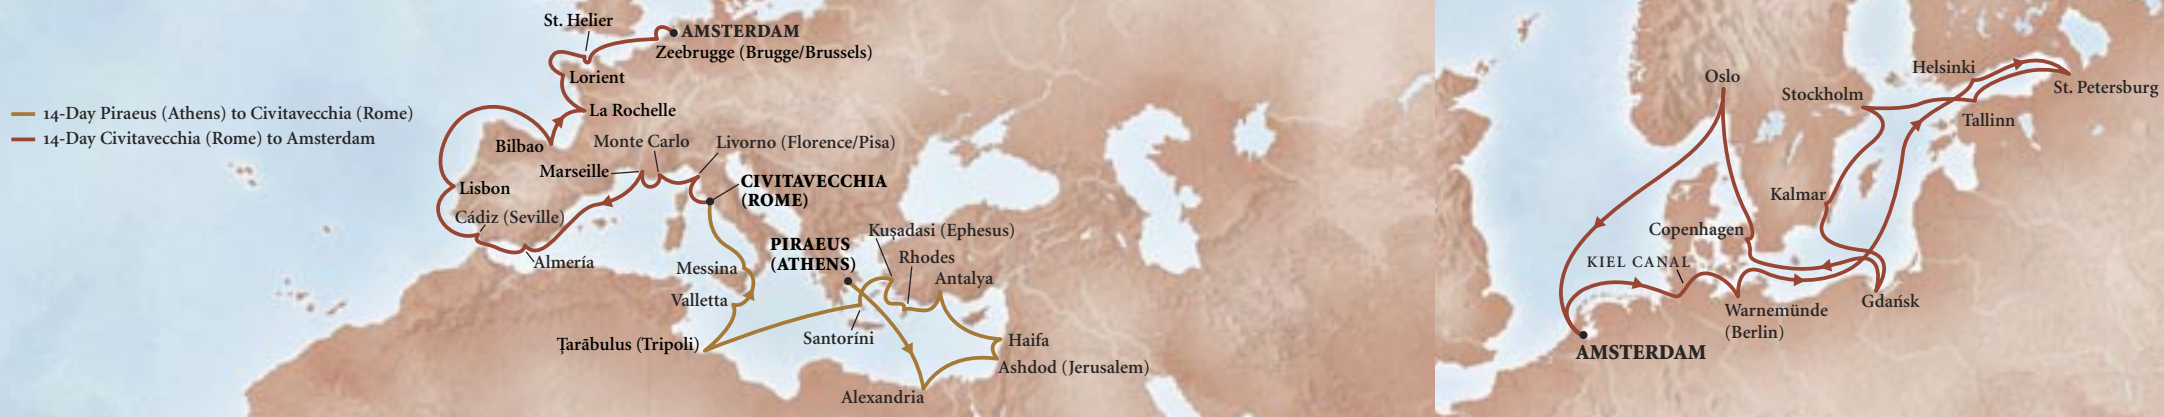 St. Helier
AMSTERDAM
Zeebrugge (Brugge/Brussels)
Lorient
14-Day Piraeus (Athens) to Civitavecchia (Rome)
14-Day Civitavecchia (Rome) to Amsterdam
La Rochelle
Bilbao
Monte Carlo
Livorno (Florence/Pisa)
Marseille
CIVITAVECCHIA
(ROME)
Lisbon
Cádiz (Seville)
Almería
PIRAEUS
(ATHENS)
Kuşadasi (Ephesus)
Rhodes
Antalya
Messina
Valletta
Santoríni
Ţarābulus (Tripoli)
Haifa
Ashdod (Jerusalem)
Alexandria
Oslo
Helsinki
Stockholm
St. Petersburg
Tallinn
Kalmar
Copenhagen
KIEL CANAL
Warnemünde
(Berlin)
Gdańsk
AMSTERDAM